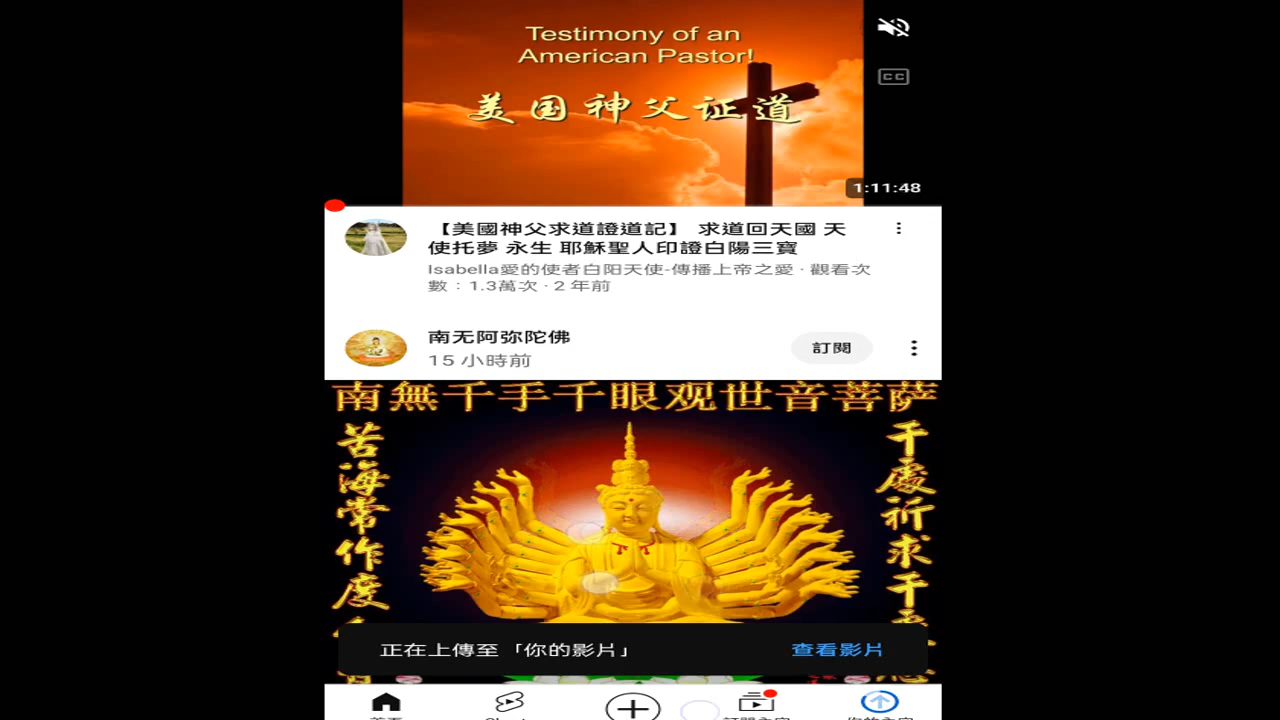 Testimony of an
American Pastor!
美国神父证道
CC
1:11:48
【美國神父求道證道記】 求道回天國 天
使托夢 永生 耶穌聖人印證白陽三寶
Isabella愛的使者白阳天使-傳播上帝之愛 · 觀看次
數：1.3萬次 · 2 年前
南无阿弥陀佛
訂閱
15 小時前
南無千手千眼观世音菩萨
苦海常作度
千處祈求千
正在上傳至「你的影片」
查看影片